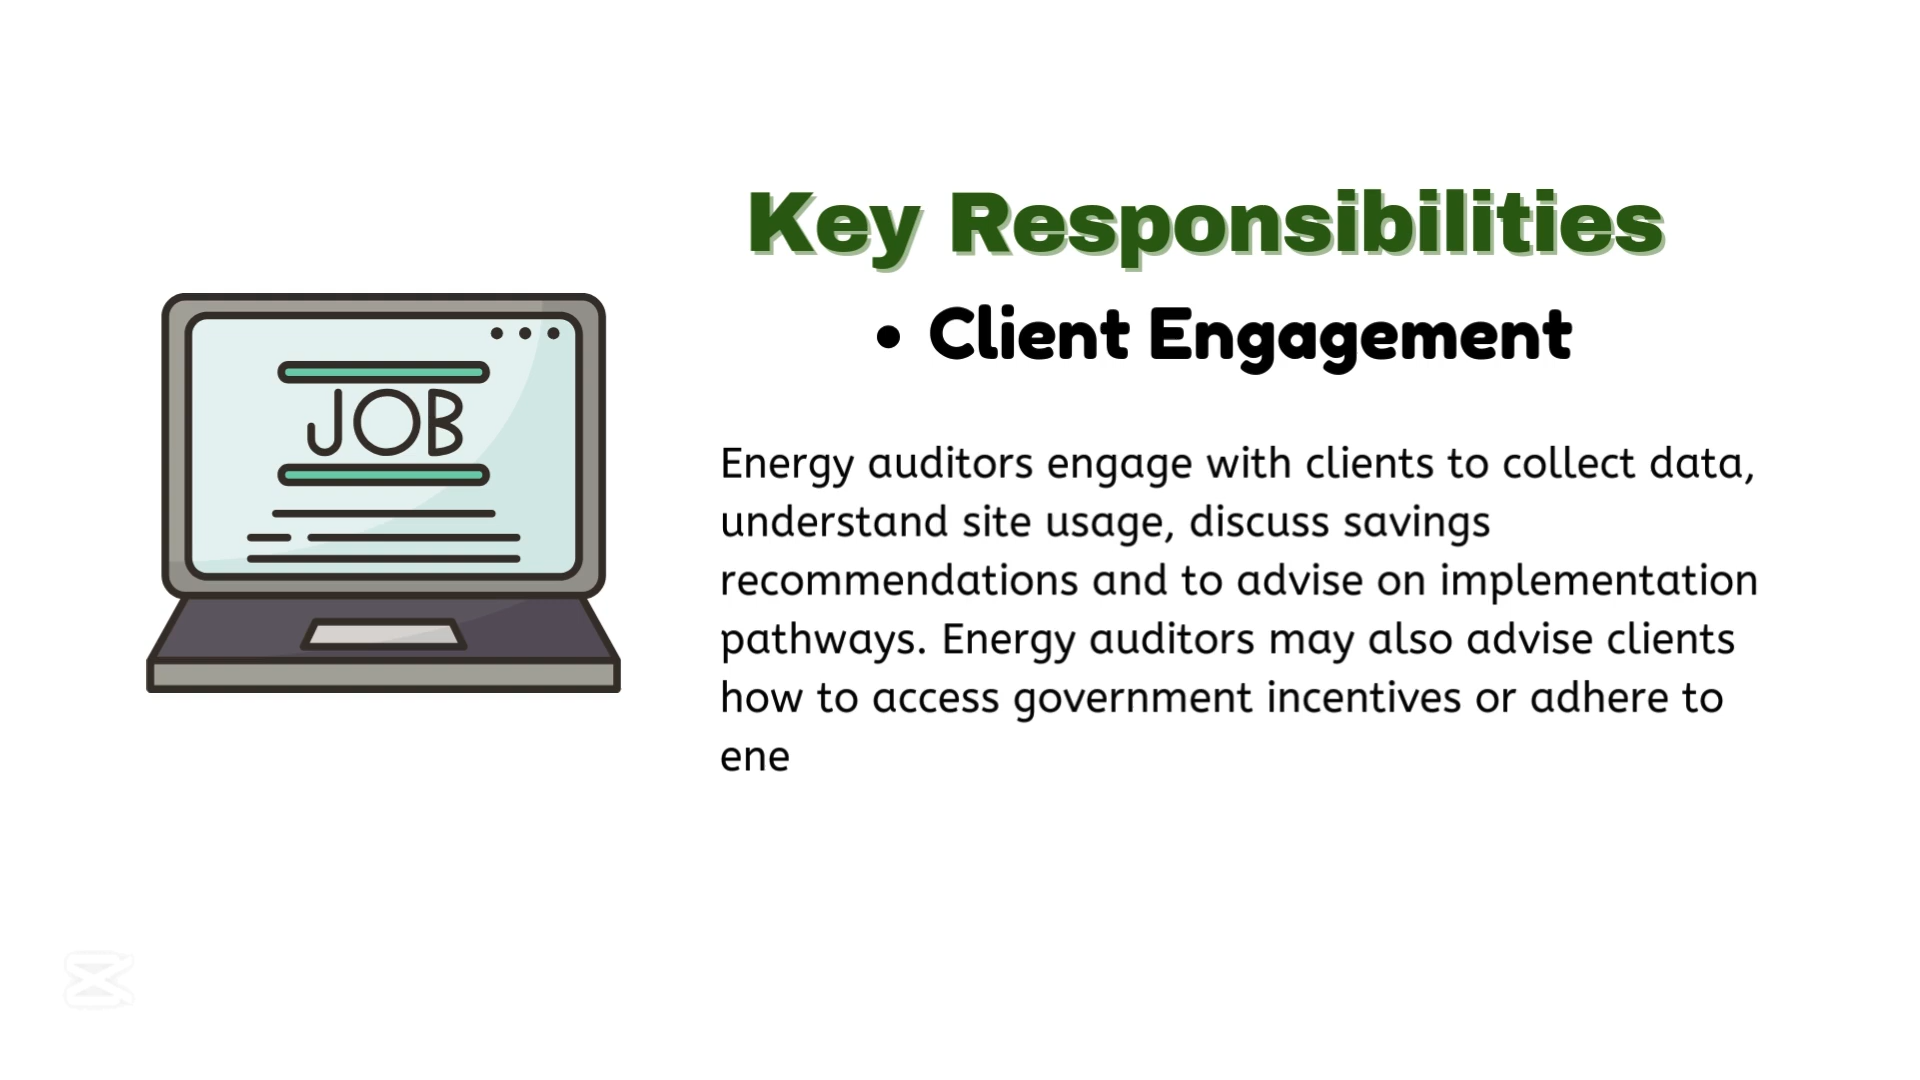 Key Responsibilities
• Client Engagement
JOB
Energy auditors engage with clients to collect data,
understand site usage, discuss savings
recommendations and to advise on implementation
pathways. Energy auditors may also advise clients
how to access government incentives or adhere to
ene